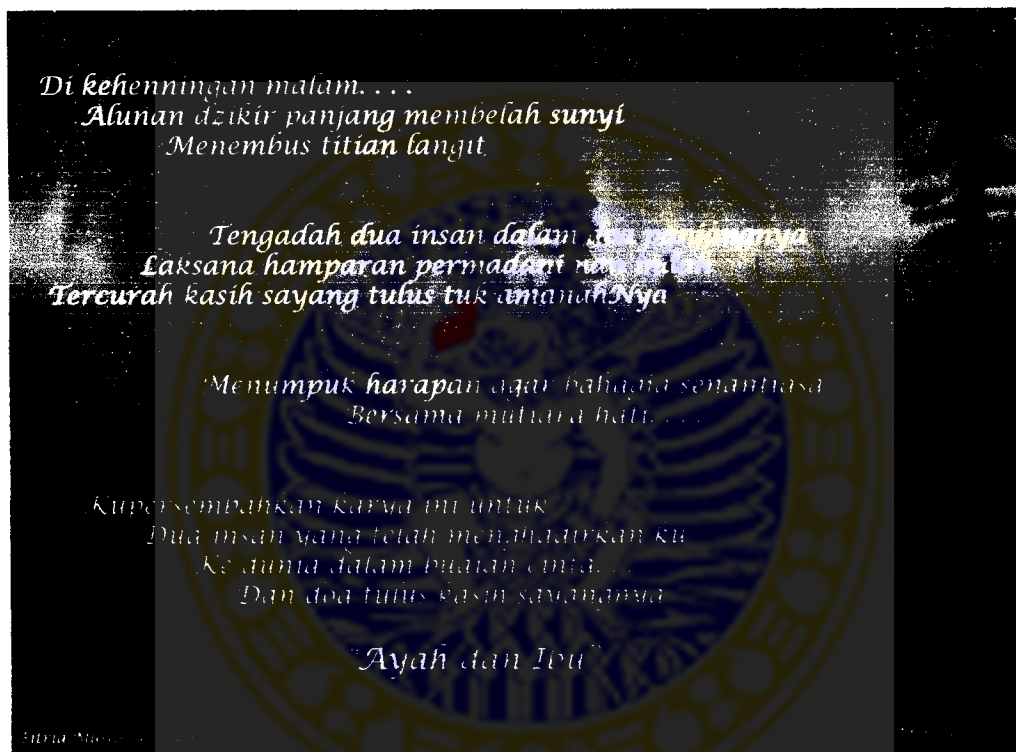 Di kehenningan malam....
Alunan dzikir panjang membelah sunyi
Menembus titian langit
Tengadah dua insan dalam
Laksana hamparan permadani
Tercurah kasih sayang tulus tuk amanahNya
Menumpuk harapan agar bahagia senantiasa
Bersama mutiara hati....
Kupersembahkan karya ini untuk
Dua insan yang telah menghadirkan ku
Ke dunia dalam buaian cinta...
Dan doa tulus kasih sayangnya
"Ayah dan Ibu"
Fitria